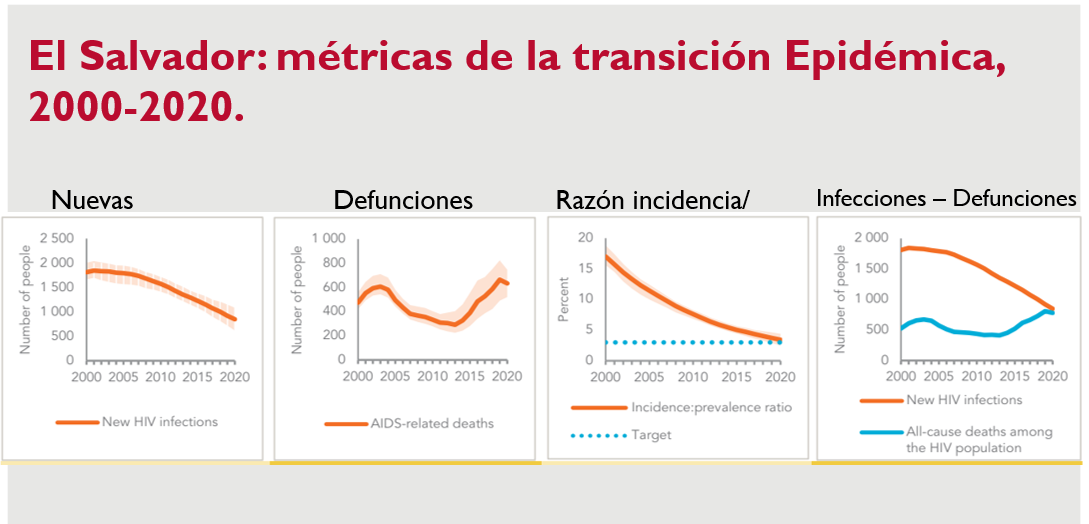 El Salvador: métricas de la transición Epidémica,
2000-2020.
Nuevas
Number of people
2 500
2 000
1 500
1 000
500
0
2000 2005 2010 2015 2020
New HIV infections
Defunciones
Number of people
1 000
800
600
400
200
0
2000 2005 2010 2015 2020
AIDS-related deaths
Razón incidencia/
Percent
20
15
10
5
0
2000 2005 2010 2015 2020
Incidence:prevalence ratio
Target
Infecciones – Defunciones
Number of people
2 000
1 500
1 000
500
0
2000 2005 2010 2015 2020
New HIV infections
All-cause deaths among
the HIV population